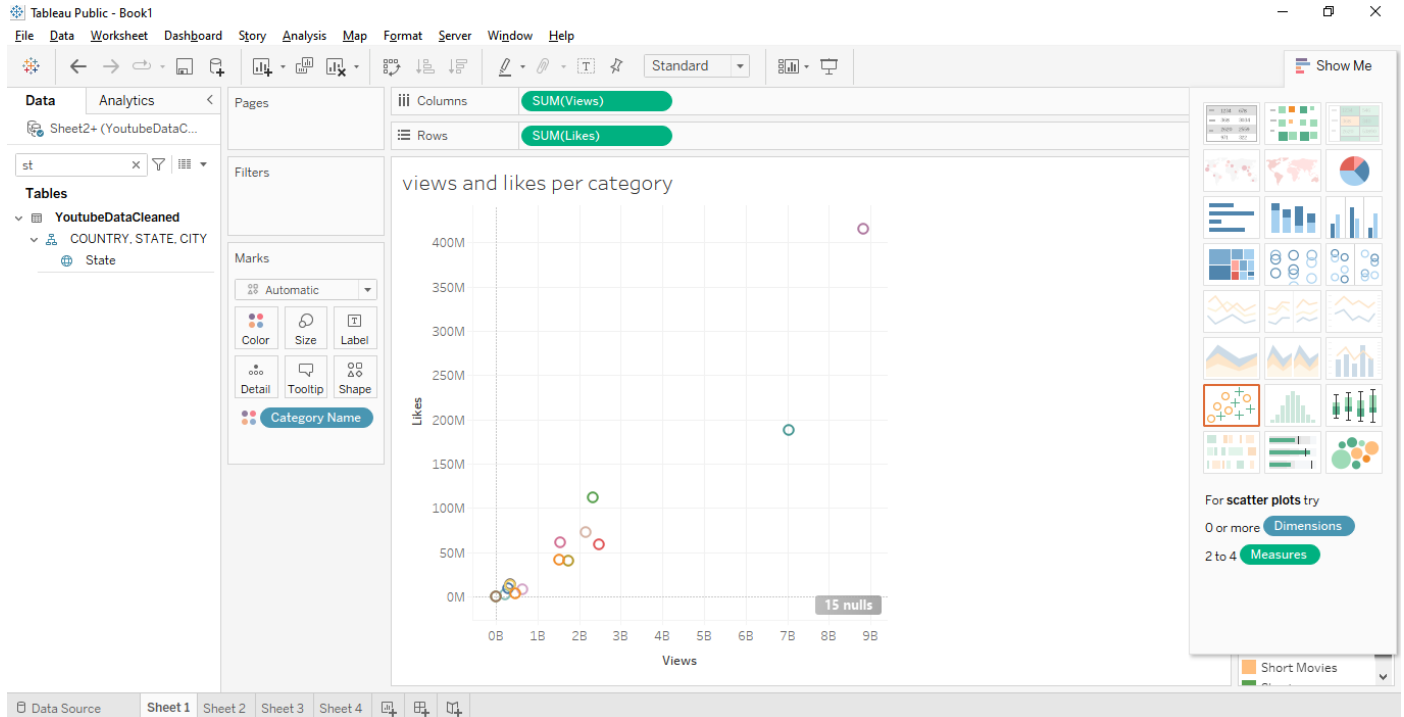 Tableau Public - Book1
File Data Worksheet Dashboard Story Analysis Map Format Server Window Help
Standard
Show Me
Data Analytics
Sheet2+ (YoutubeDataC...
st
Tables
YoutubeDataCleaned
COUNTRY, STATE, CITY
State
Pages
Filters
Marks
Automatic
Color Size Label
Detail Tooltip Shape
Category Name
Columns SUM(Views)
Rows SUM(Likes)
views and likes per category
400M
350M
300M
250M
200M
150M
100M
50M
0M
Likes
15 nulls
0B 1B 2B 3B 4B 5B 6B 7B 8B 9B
Views
For scatter plots try
0 or more Dimensions
2 to 4 Measures
Short Movies
Data Source Sheet 1 Sheet 2 Sheet 3 Sheet 4